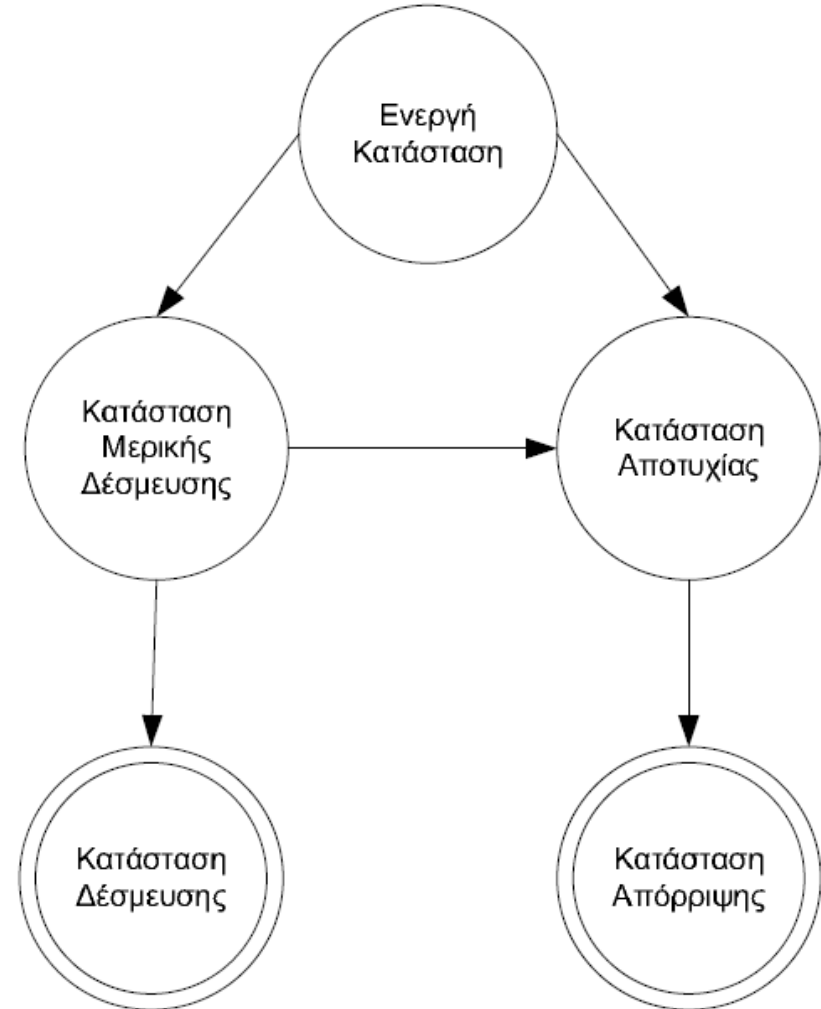 Ενεργή
Κατάσταση
Κατάσταση
Μερικής
Δέσμευσης
Κατάσταση
Αποτυχίας
Κατάσταση
Δέσμευσης
Κατάσταση
Απόρριψης